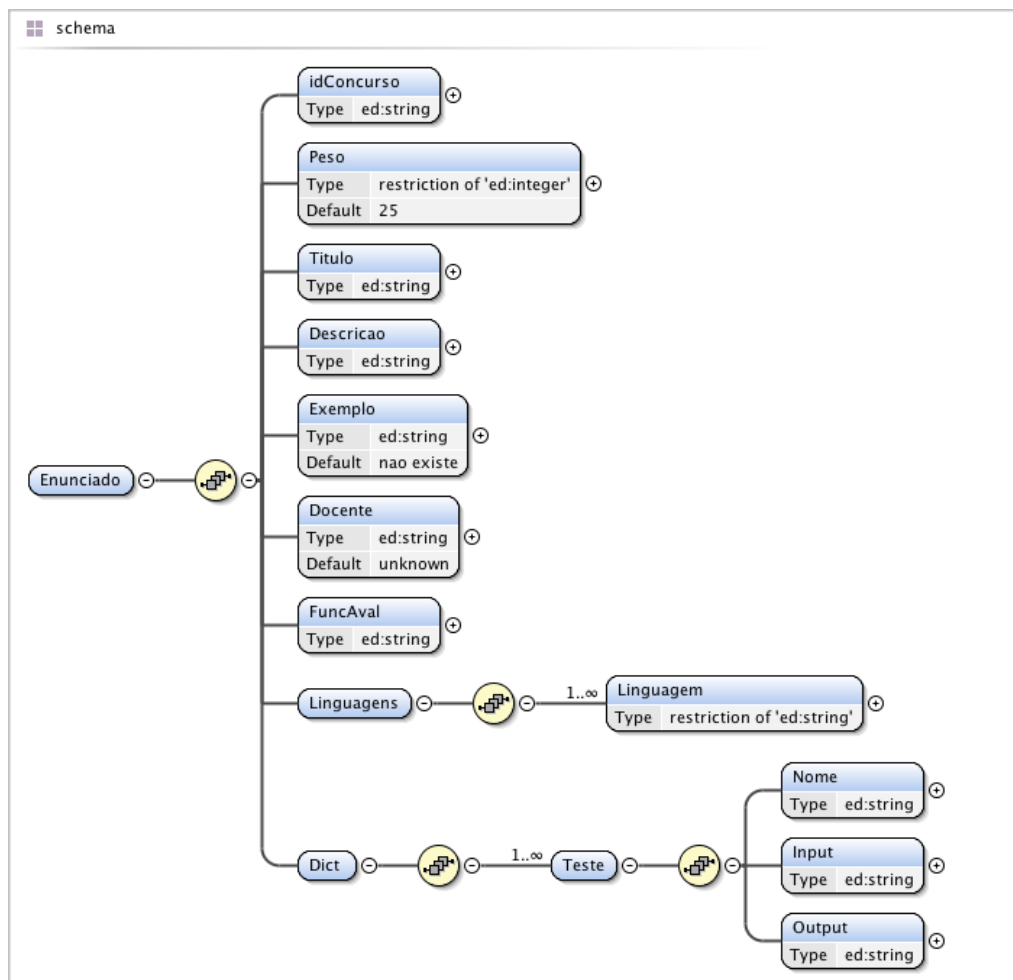 schema
idConcurso
Type ed:string
Peso
Type restriction of 'ed:integer'
Default 25
Titulo
Type ed:string
Descricao
Type ed:string
Exemplo
Type ed:string
Default nao existe
Enunciado
Docente
Type ed:string
Default unknown
FuncAval
Type ed:string
Linguagens
1..∞
Linguagem
Type restriction of 'ed:string'
Dict
1..∞
Teste
Nome
Type ed:string
Input
Type ed:string
Output
Type ed:string